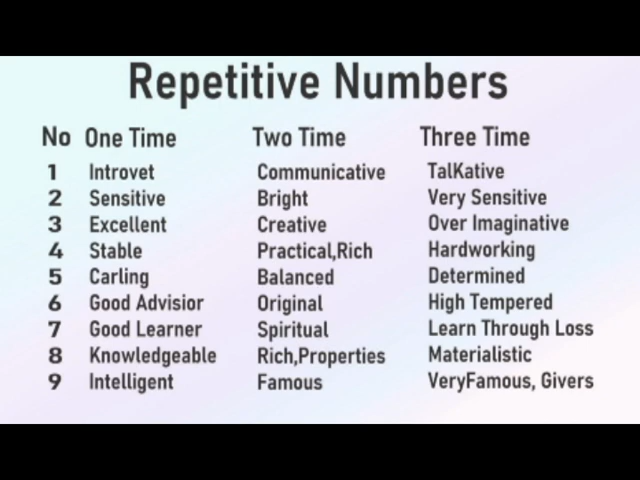 Repetitive Numbers
No One Time Two Time Three Time
1 Introvet Communicative TalKative
2 Sensitive Bright Very Sensitive
3 Excellent Creative Over Imaginative
4 Stable Practical,Rich Hardworking
5 Carling Balanced Determined
6 Good Advisior Original High Tempered
7 Good Learner Spiritual Learn Through Loss
8 Knowledgeable Rich,Properties Materialistic
9 Intelligent Famous VeryFamous, Givers